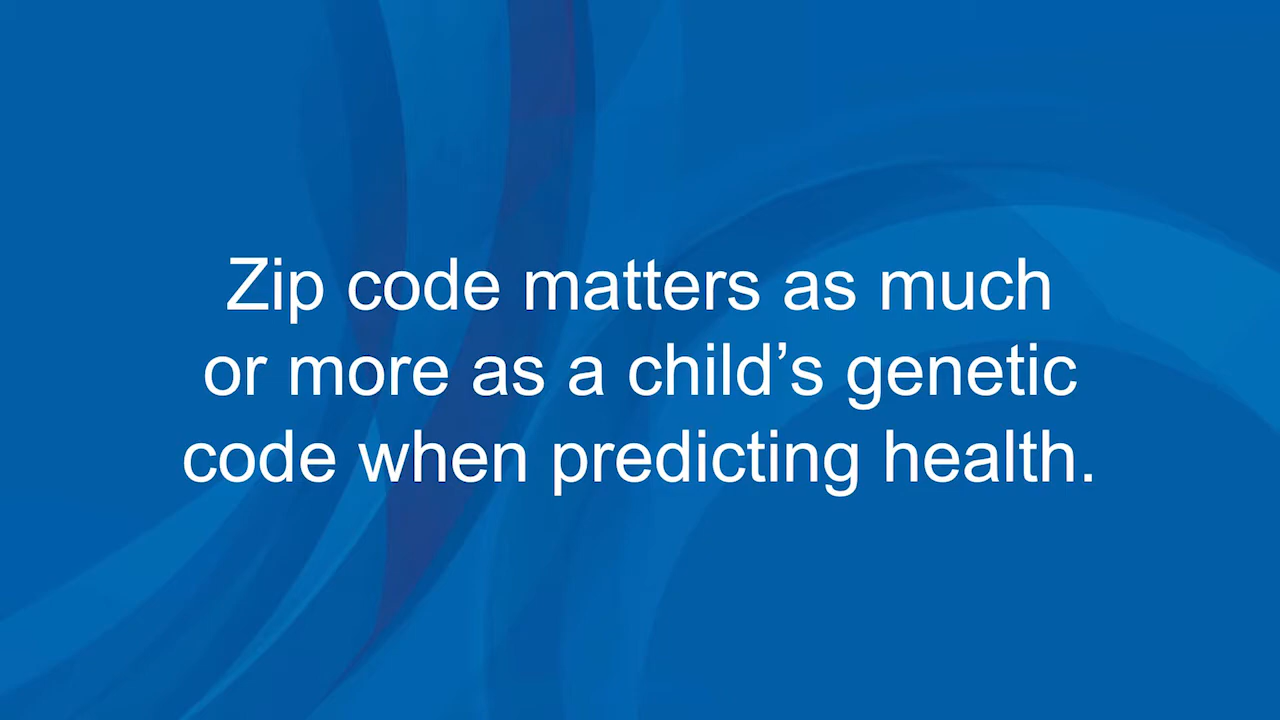 Zip code matters as much
or more as a child’s genetic
code when predicting health.